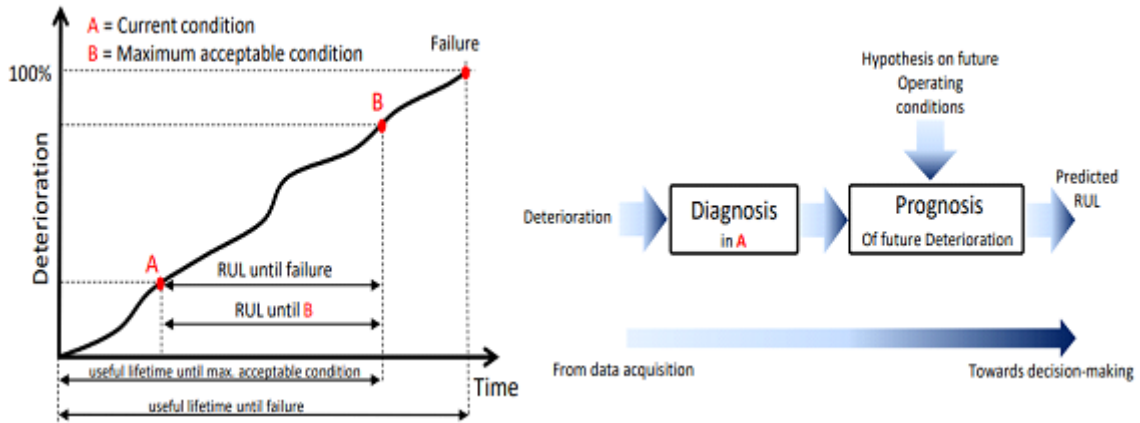 A = Current condition
B = Maximum acceptable condition
Failure
100%
B
A
Deterioration
RUL until failure
RUL until B
useful lifetime until max. acceptable condition
Time
useful lifetime until failure
Hypothesis on future
Operating
conditions
Deterioration
Diagnosis
in A
Prognosis
Of future Deterioration
Predicted
RUL
From data acquisition
Towards decision-making